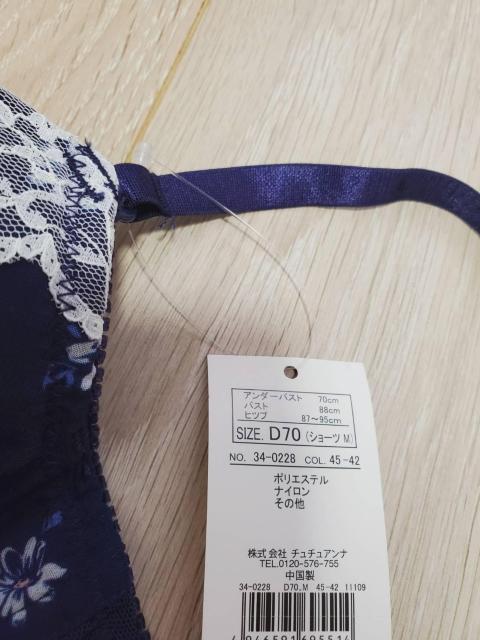 アンダーバスト 70cm
バスト 88cm
ヒップ 87~95cm
SIZE. D70 (ショーツ M)
NO. 34-0228 COL. 45-42
ポリエステル
ナイロン
その他
株式会社 チュチュアンナ
TEL.0120-576-755
中国製
34-0228 D70.M 45-42 11109